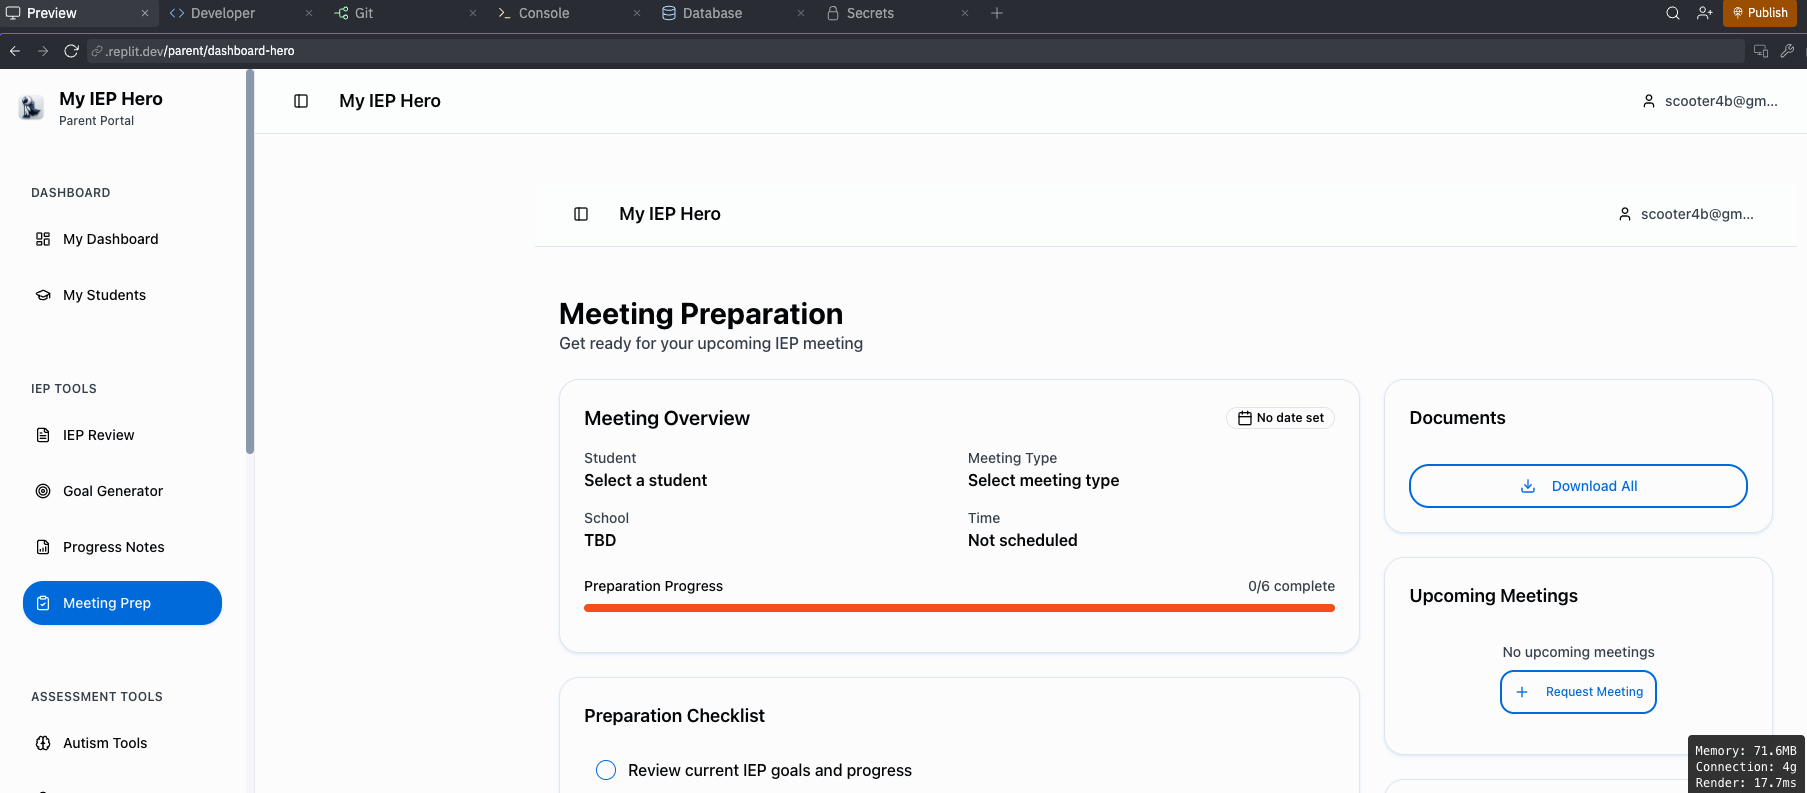 Preview
Developer
Git
Console
Database
Secrets
Publish
.replit.dev/parent/dashboard-hero
My IEP Hero
Parent Portal
DASHBOARD
My Dashboard
My Students
IEP TOOLS
IEP Review
Goal Generator
Progress Notes
Meeting Prep
ASSESSMENT TOOLS
Autism Tools
My IEP Hero
scooter4b@gm...
My IEP Hero
scooter4b@gm...
Meeting Preparation
Get ready for your upcoming IEP meeting
Meeting Overview
No date set
Student
Select a student
Meeting Type
Select meeting type
School
TBD
Time
Not scheduled
Preparation Progress
0/6 complete
Preparation Checklist
Review current IEP goals and progress
Documents
Download All
Upcoming Meetings
No upcoming meetings
Request Meeting
Memory: 71.6MB
Connection: 4g
Render: 17.7ms